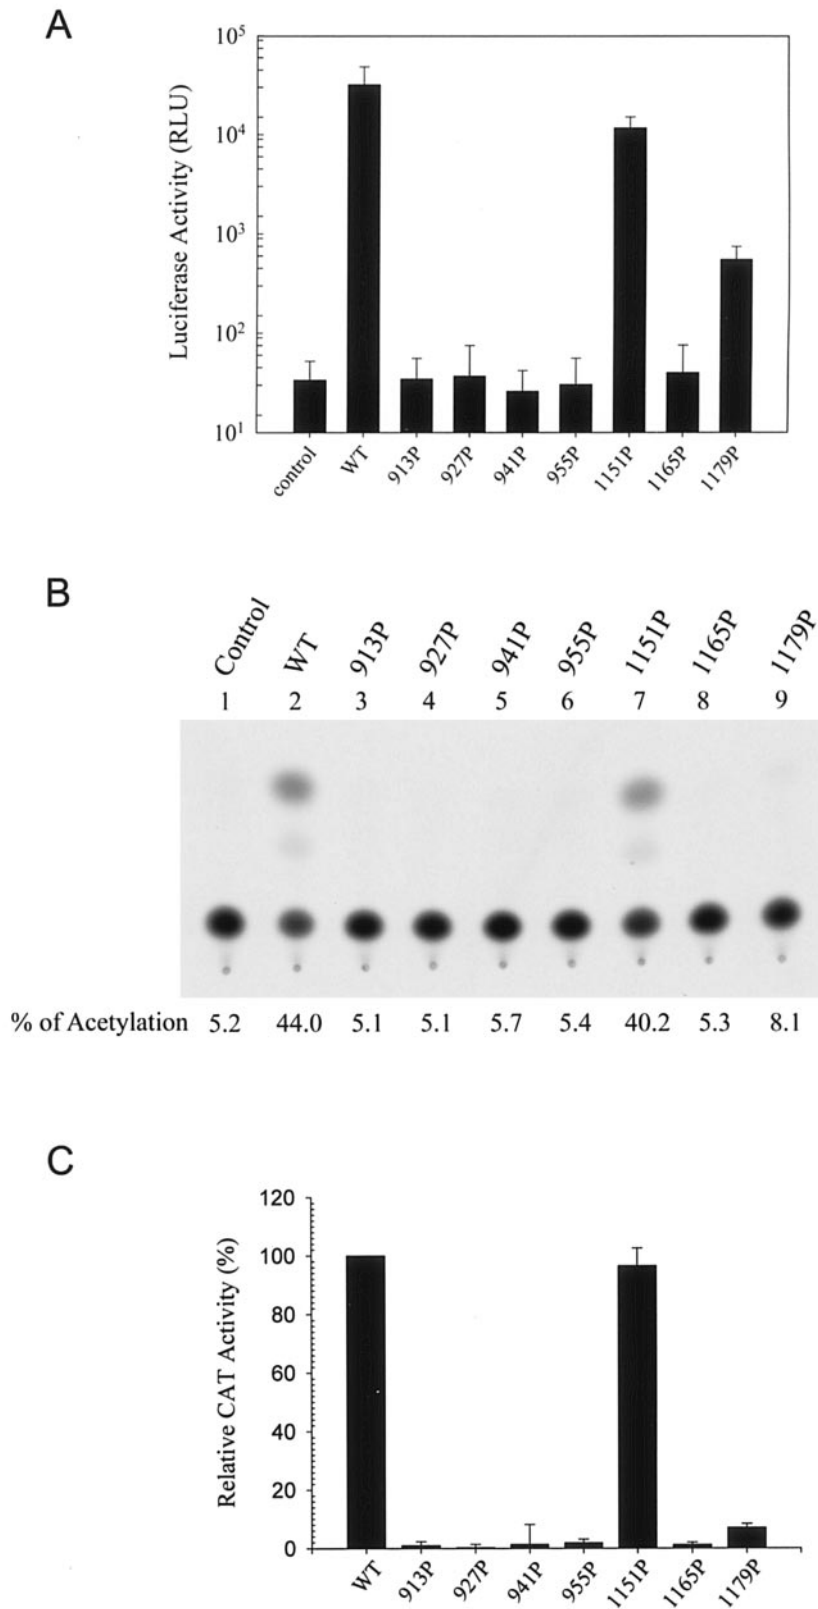 A
Luciferase Activity (RLU)
10^5
10^4
10^3
10^2
10^1
control WT 913P 927P 941P 955P 1151P 1165P 1179P
B
Control WT 913P 927P 941P 955P 1151P 1165P 1179P
1 2 3 4 5 6 7 8 9
% of Acetylation 5.2 44.0 5.1 5.1 5.7 5.4 40.2 5.3 8.1
C
Relative CAT Activity (%)
120
100
80
60
40
20
0
WT 913P 927P 941P 955P 1151P 1165P 1179P